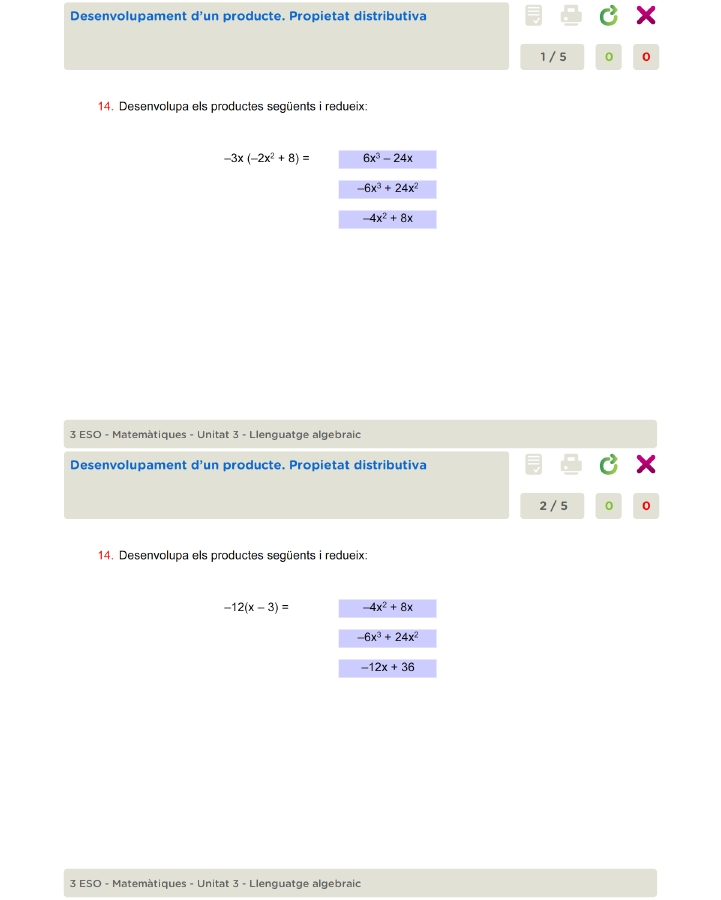 Desenvolupament d'un producte. Propietat distributiva
1 / 5 0 0
14. Desenvolupa els productes següents i redueix:
–3x (–2x² + 8) = 6x³ – 24x
–6x³ + 24x²
–4x² + 8x
3 ESO - Matemàtiques - Unitat 3 - Llenguatge algebraic
Desenvolupament d'un producte. Propietat distributiva
2 / 5 0 0
14. Desenvolupa els productes següents i redueix:
–12(x – 3) = –4x² + 8x
–6x³ + 24x²
–12x + 36
3 ESO - Matemàtiques - Unitat 3 - Llenguatge algebraic